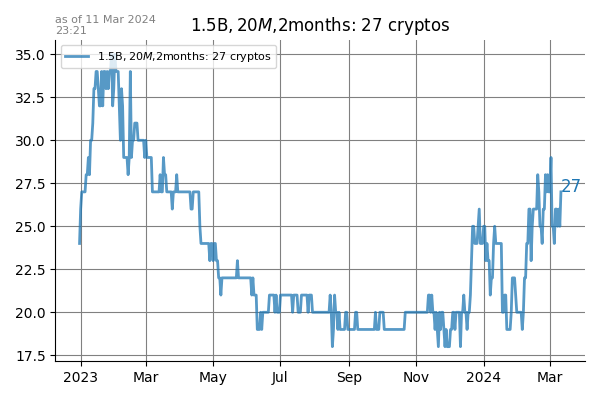 as of 11 Mar 2024
23:21
1.5B, 20M,2months: 27 cryptos
1.5B, 20M,2months: 27 cryptos
35.0
32.5
30.0
27.5
25.0
22.5
20.0
17.5
27
2023 Mar May Jul Sep Nov 2024 Mar